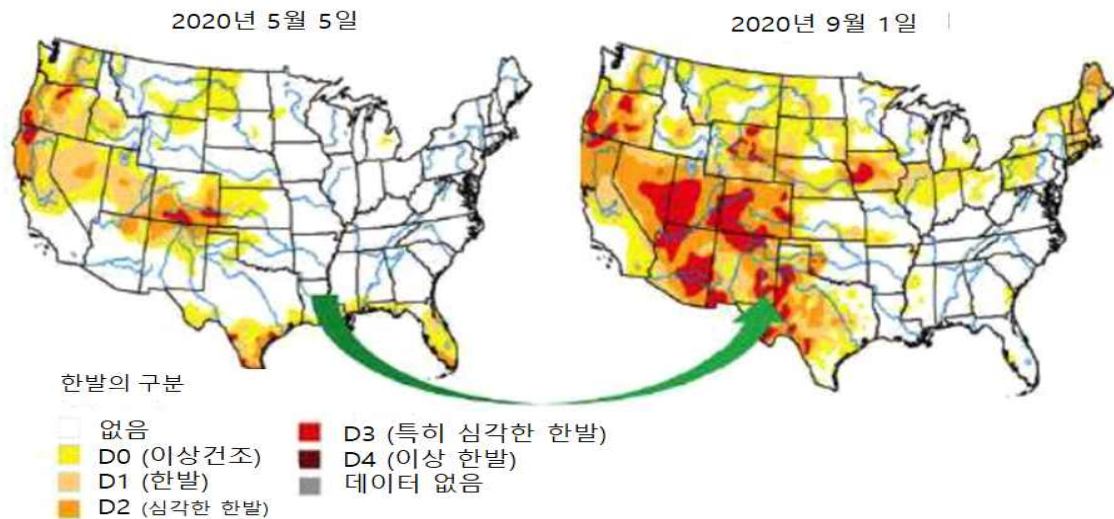 2020년 5월 5일
2020년 9월 1일
한발의 구분
없음
D0 (이상건조)
D1 (한발)
D2 (심각한 한발)
D3 (특히 심각한 한발)
D4 (이상 한발)
데이터 없음